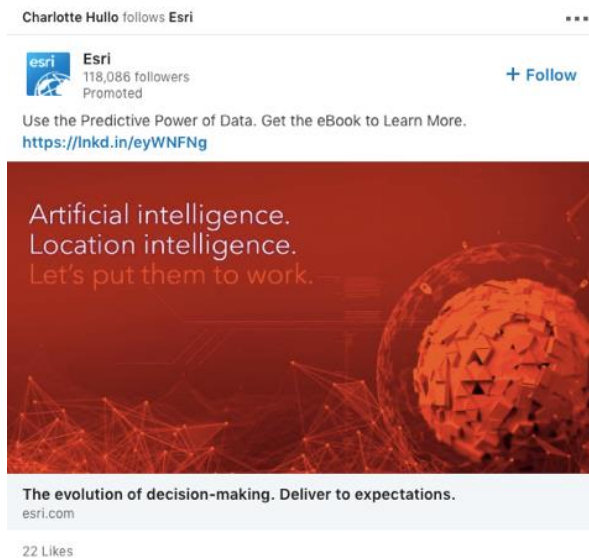 Charlotte Hullo follows Esri
esri
Esri
118,086 followers
Promoted
+ Follow
Use the Predictive Power of Data. Get the eBook to Learn More.
https://lnkd.in/eyWNFNg
Artificial intelligence.
Location intelligence.
Let's put them to work.
The evolution of decision-making. Deliver to expectations.
esri.com
22 Likes